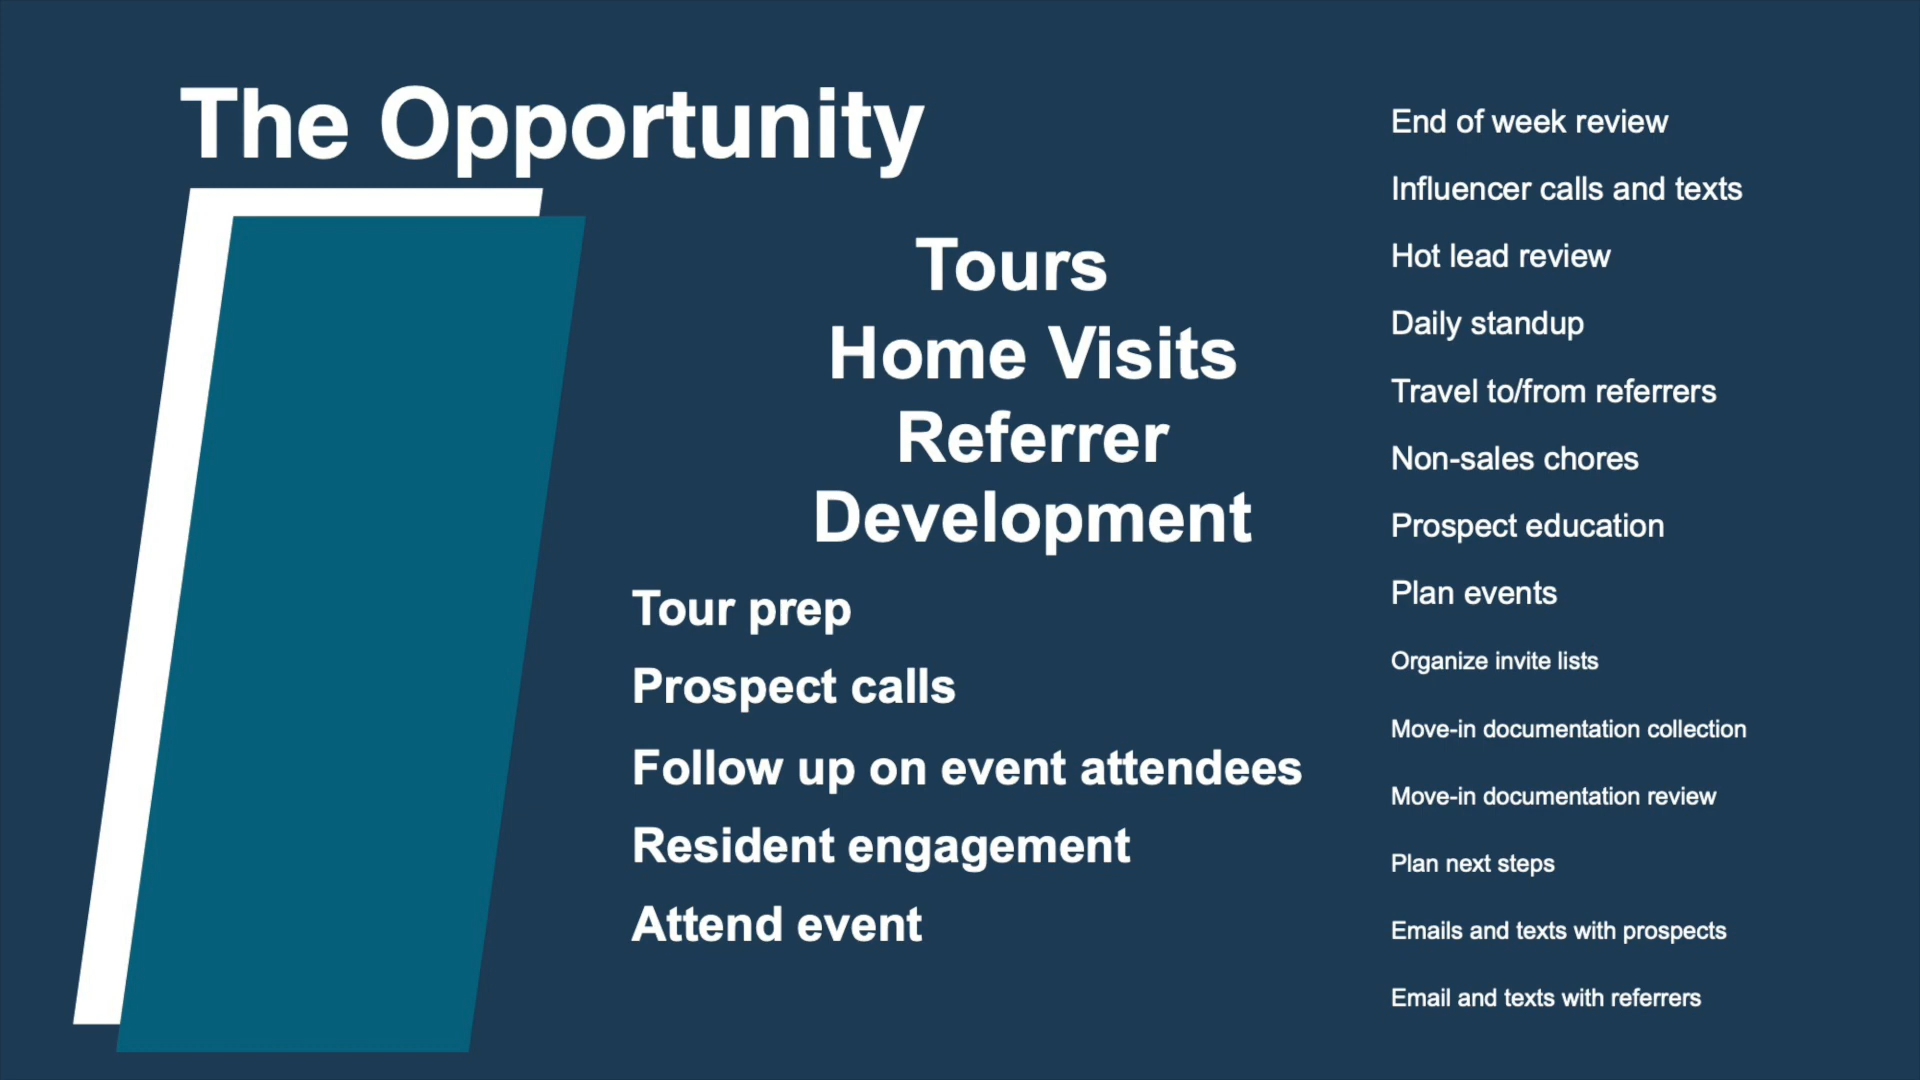 The Opportunity
Tours
Home Visits
Referrer
Development
Tour prep
Prospect calls
Follow up on event attendees
Resident engagement
Attend event
End of week review
Influencer calls and texts
Hot lead review
Daily standup
Travel to/from referrers
Non-sales chores
Prospect education
Plan events
Organize invite lists
Move-in documentation collection
Move-in documentation review
Plan next steps
Emails and texts with prospects
Email and texts with referrers